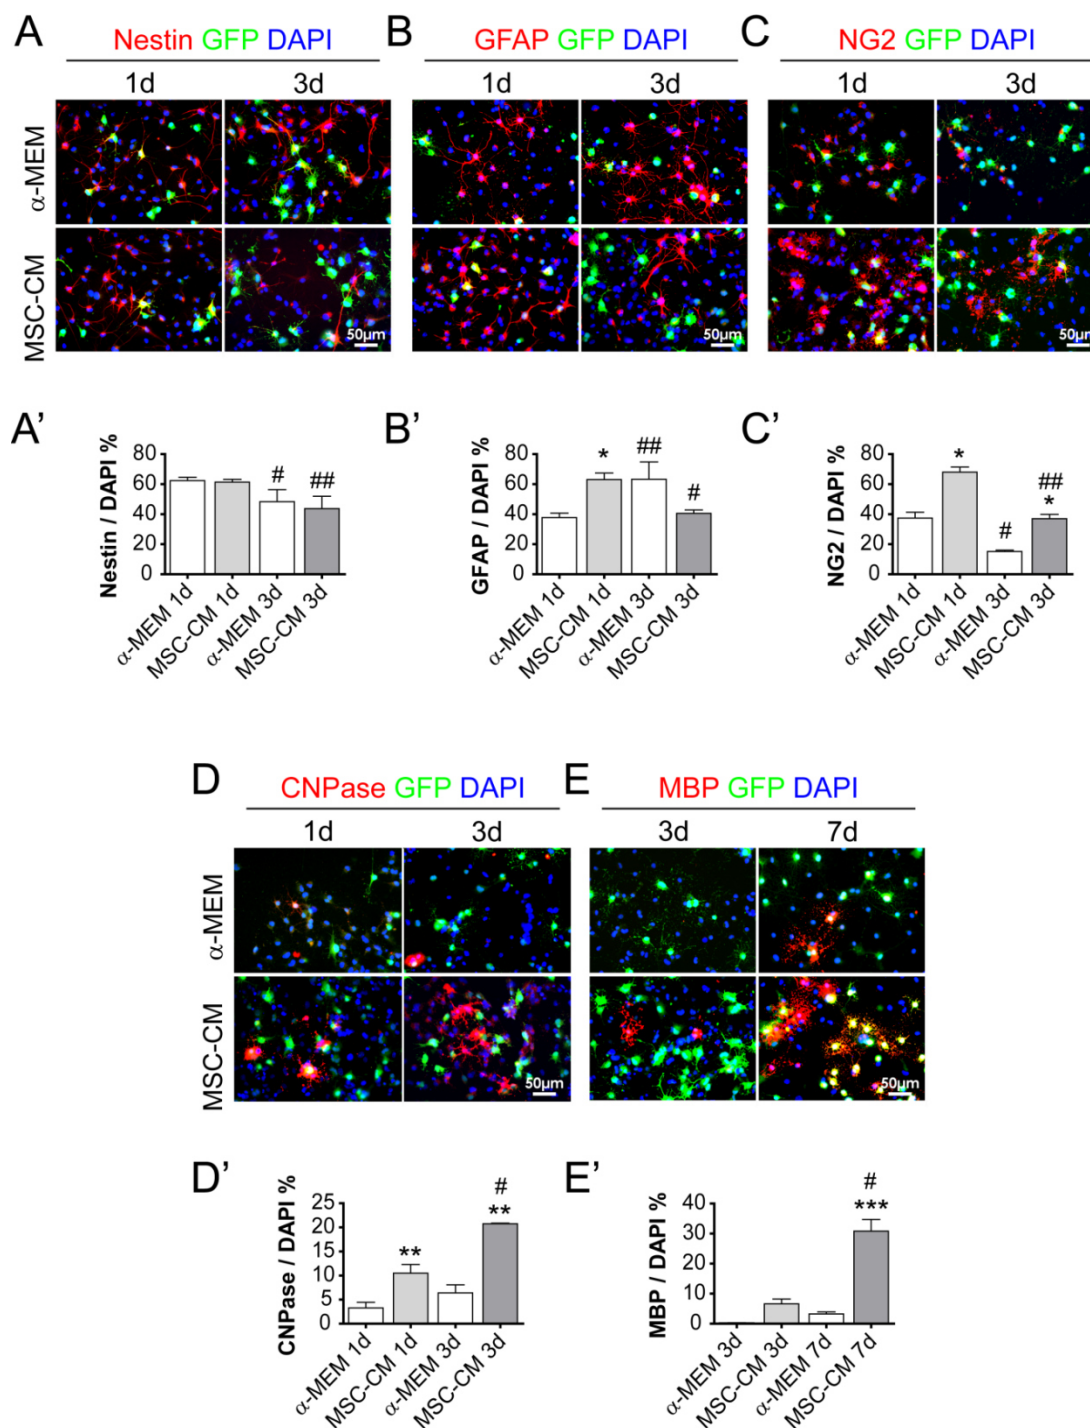 A
Nestin GFP DAPI
1d 3d
B
GFAP GFP DAPI
1d 3d
C
NG2 GFP DAPI
1d 3d
α-MEM
MSC-CM
50µm
50µm
50µm
A'
Nestin / DAPI %
80
60
40
20
0
#
##
α-MEM 1d
MSC-CM 1d
α-MEM 3d
MSC-CM 3d
B'
GFAP / DAPI %
80
60
40
20
0
*
##
#
α-MEM 1d
MSC-CM 1d
α-MEM 3d
MSC-CM 3d
C'
NG2 / DAPI %
80
60
40
20
0
*
#
##
*
α-MEM 1d
MSC-CM 1d
α-MEM 3d
MSC-CM 3d
D
CNPase GFP DAPI
1d 3d
E
MBP GFP DAPI
3d 7d
α-MEM
MSC-CM
50µm
50µm
D'
CNPase / DAPI %
25
20
15
10
5
0
**
#
**
α-MEM 1d
MSC-CM 1d
α-MEM 3d
MSC-CM 3d
E'
MBP / DAPI %
40
30
20
10
0
#
***
α-MEM 3d
MSC-CM 3d
α-MEM 7d
MSC-CM 7d